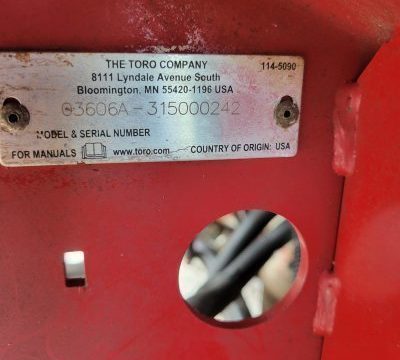 THE TORO COMPANY 114-5090
8111 Lyndale Avenue South
Bloomington, MN 55420-1196 USA
03606A-315000242
MODEL & SERIAL NUMBER
FOR MANUALS www.toro.com COUNTRY OF ORIGIN: USA